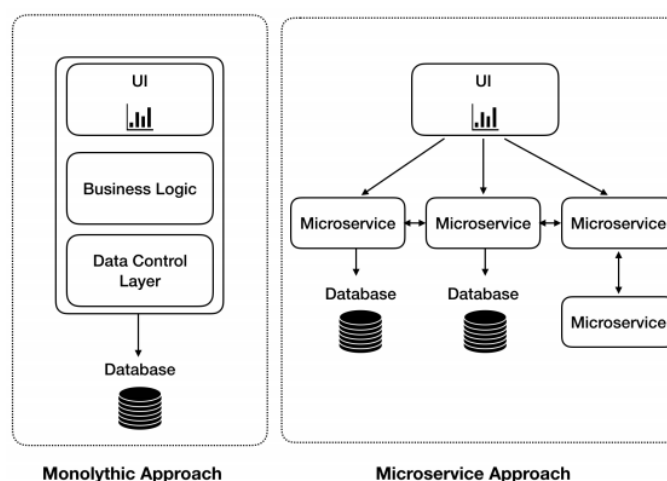 UI
Business Logic
Data Control
Layer
Database
Monolythic Approach
UI
Microservice
Microservice
Microservice
Database
Database
Microservice
Microservice Approach